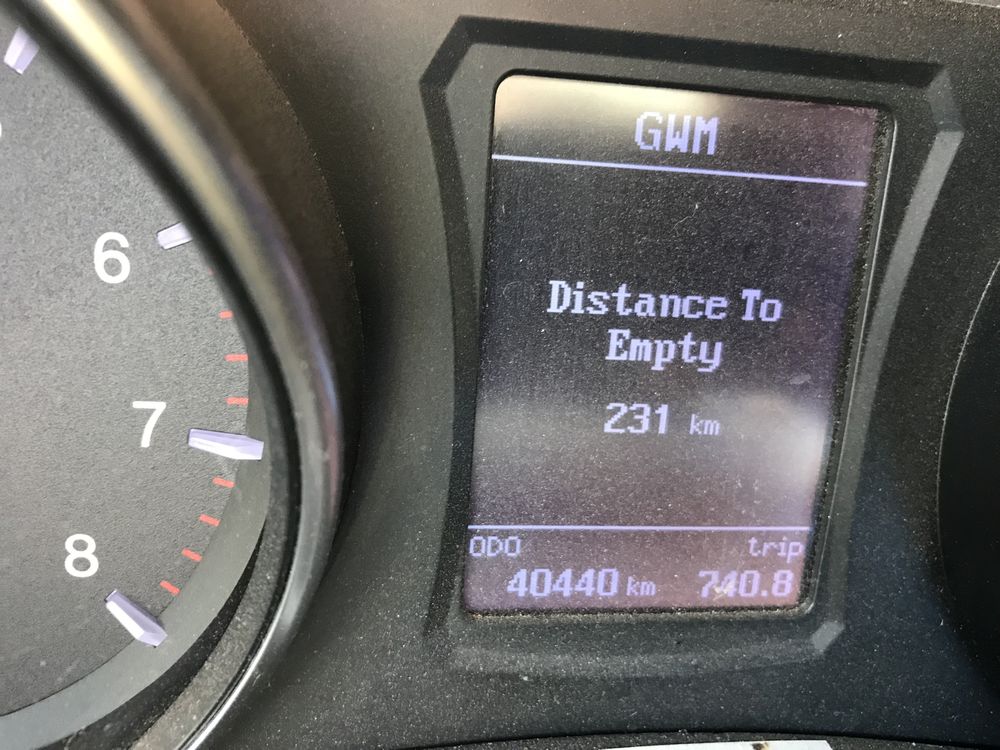 GWM
Distance To
Empty
231 km
ODO trip
40440 km 740.8
6
7
8